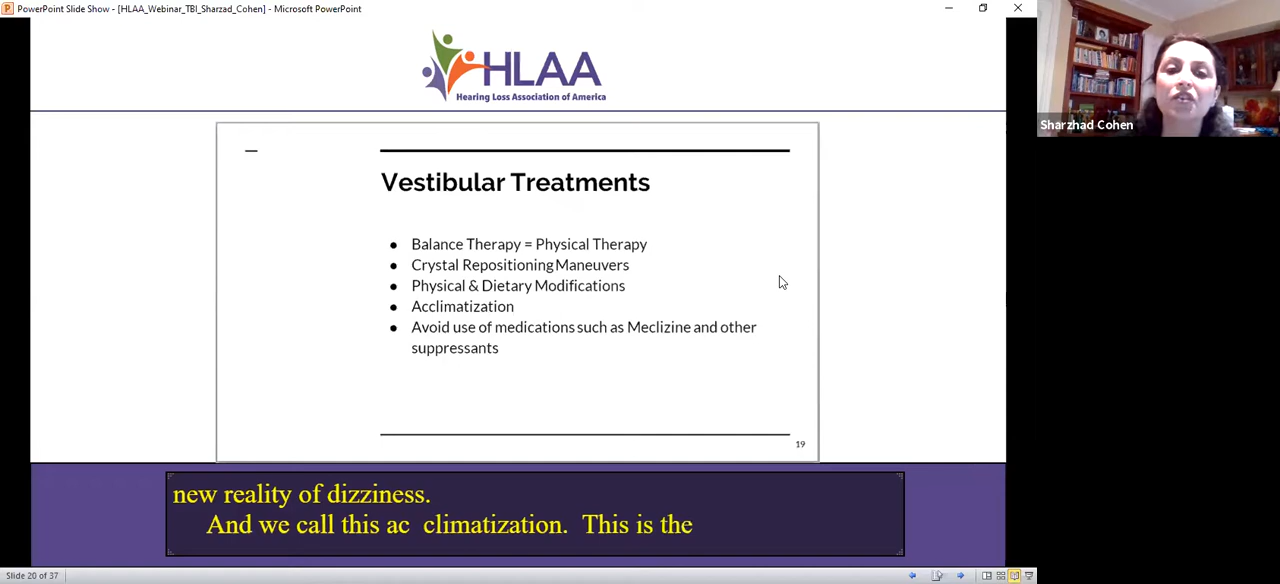 PowerPoint Slide Show - [HLAA_Webinar_TBI_Sharzad_Cohen] - Microsoft PowerPoint
HLAA
Hearing Loss Association of America
Sharzhad Cohen
Vestibular Treatments
● Balance Therapy = Physical Therapy
● Crystal Repositioning Maneuvers
● Physical & Dietary Modifications
● Acclimatization
● Avoid use of medications such as Meclizine and other
suppressants
19
new reality of dizziness.
And we call this ac climatization. This is the
Slide 20 of 37